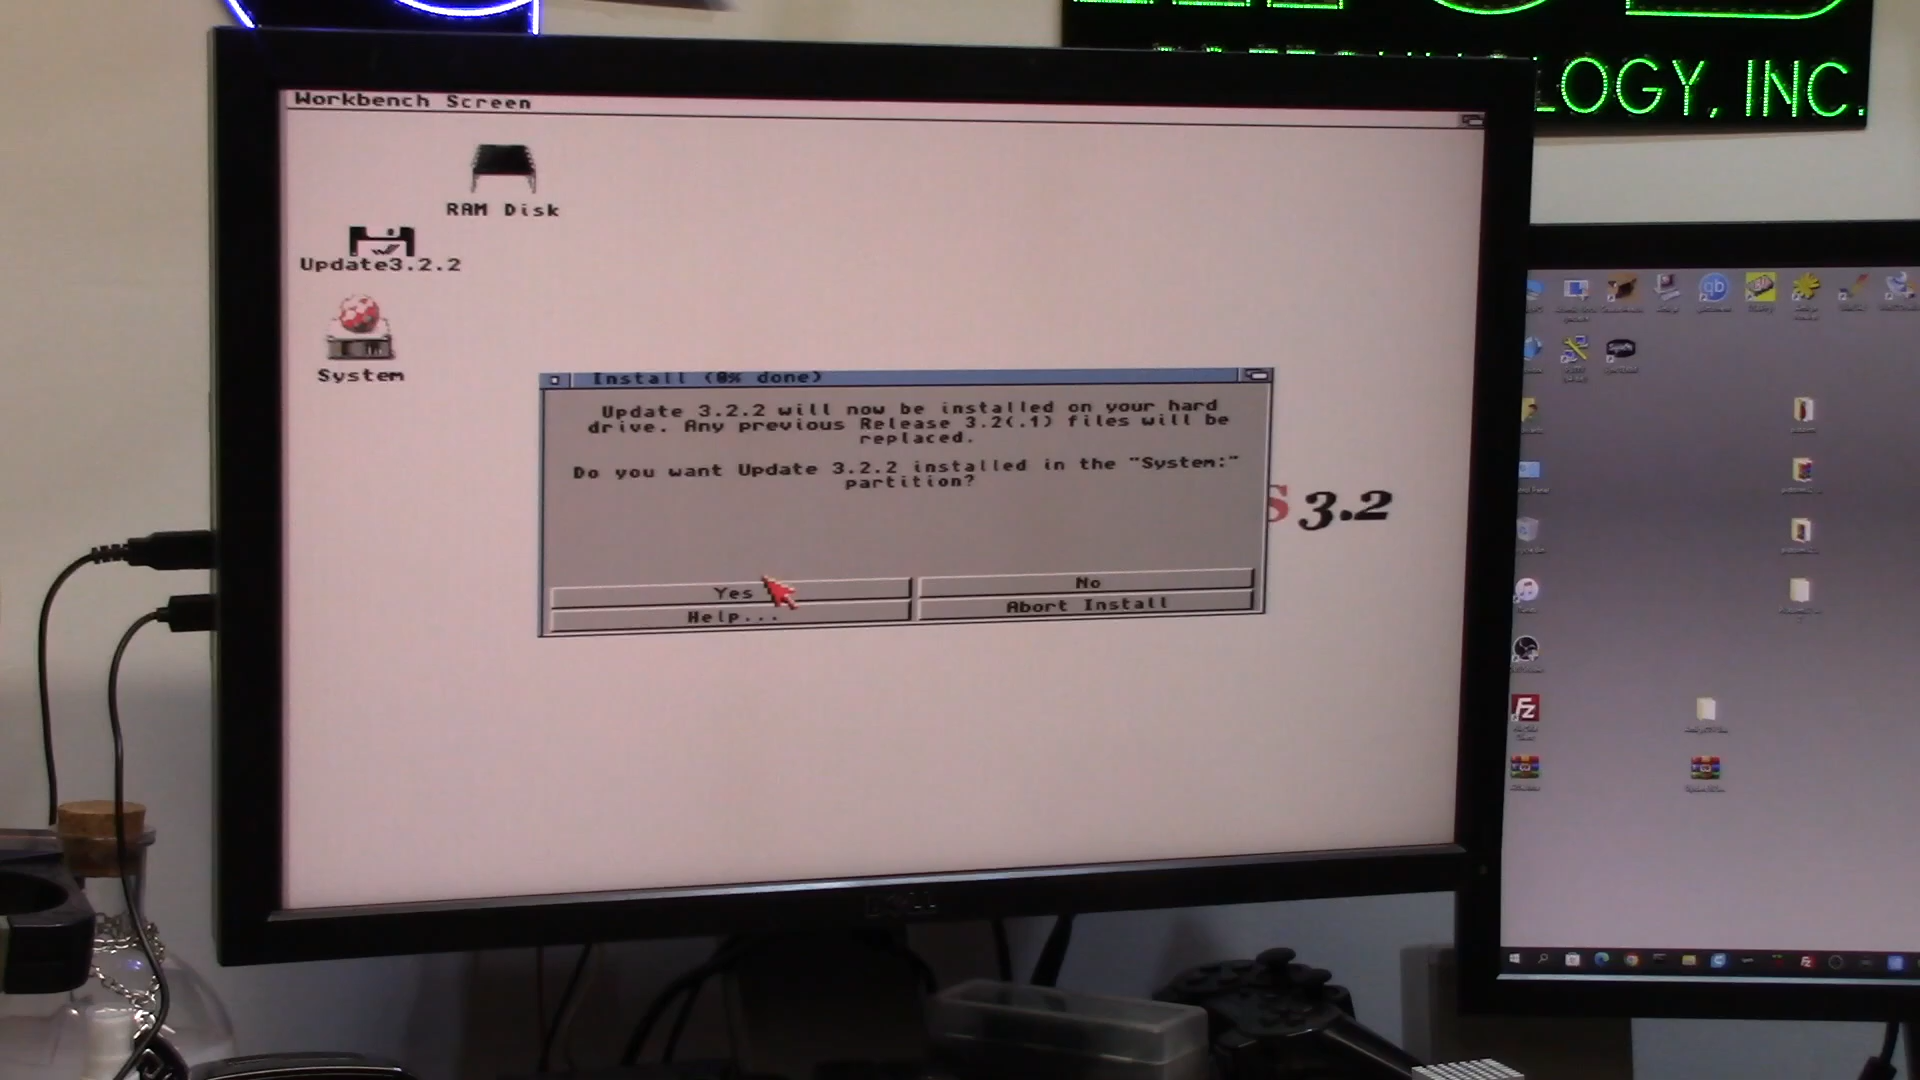 OLOGY, INC.
Workbench Screen
RAM Disk
Update3.2.2
System
Install (0% done)
Update 3.2.2 will now be installed on your hard
drive. Any previous Release 3.2(.1) files will be
replaced.
Do you want Update 3.2.2 installed in the "System:"
partition?
S 3.2
Yes
No
Help...
Abort Install
DELL